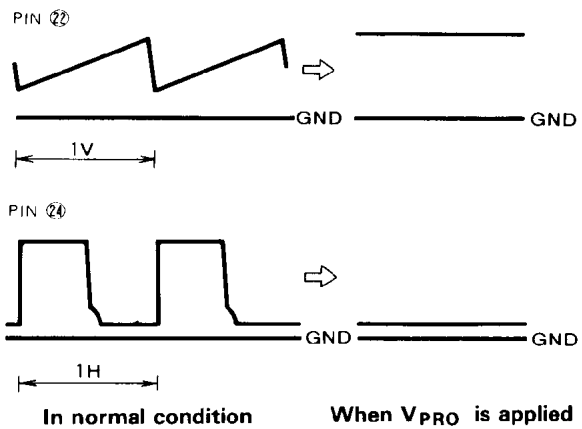 PIN ㉒
GND
GND
1V
PIN ㉔
GND
GND
1H
In normal condition
When VPRO is applied